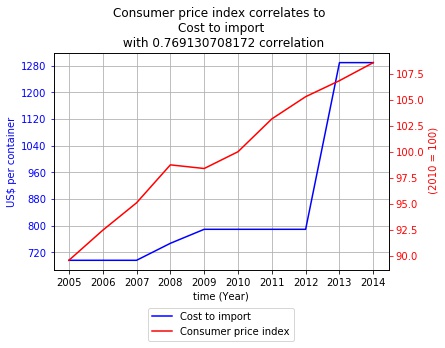 Consumer price index correlates to
Cost to import
with 0.769130708172 correlation
1280
1200
1120
1040
960
880
800
720
US$ per container
107.5
105.0
102.5
100.0
97.5
95.0
92.5
90.0
(2010 = 100)
2005 2006 2007 2008 2009 2010 2011 2012 2013 2014
time (Year)
Cost to import
Consumer price index